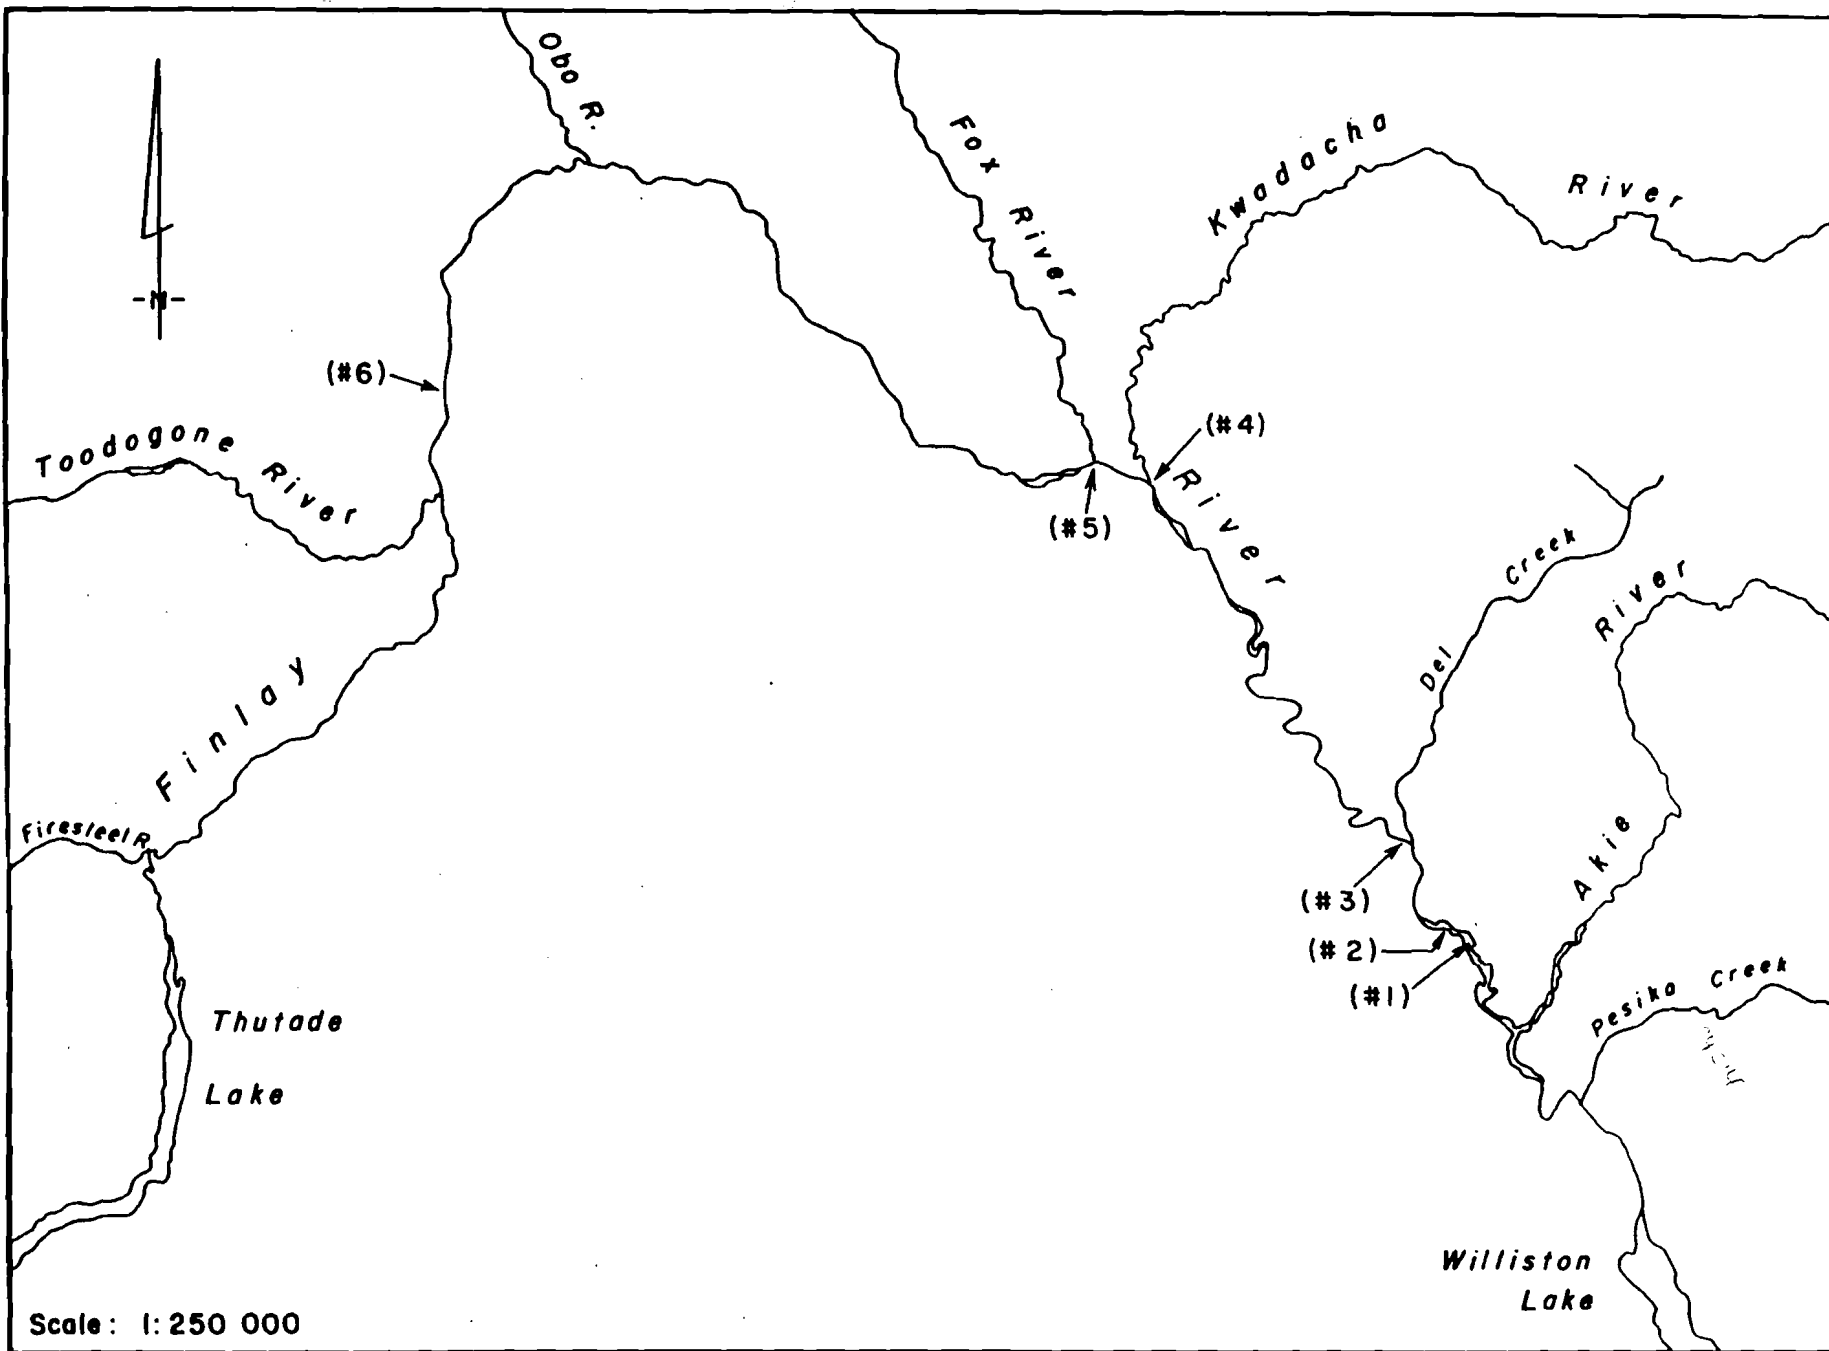 Obo R.
Fox River
Kwadacha River
-N-
(#6)
(#4)
Toodogone River
River
(#5)
Creek
Del
River
Finlay
Firesteel R.
Akie
(#3)
(#2)
(#1)
Pesika Creek
Thutade
Lake
Williston
Lake
Scale: 1:250 000